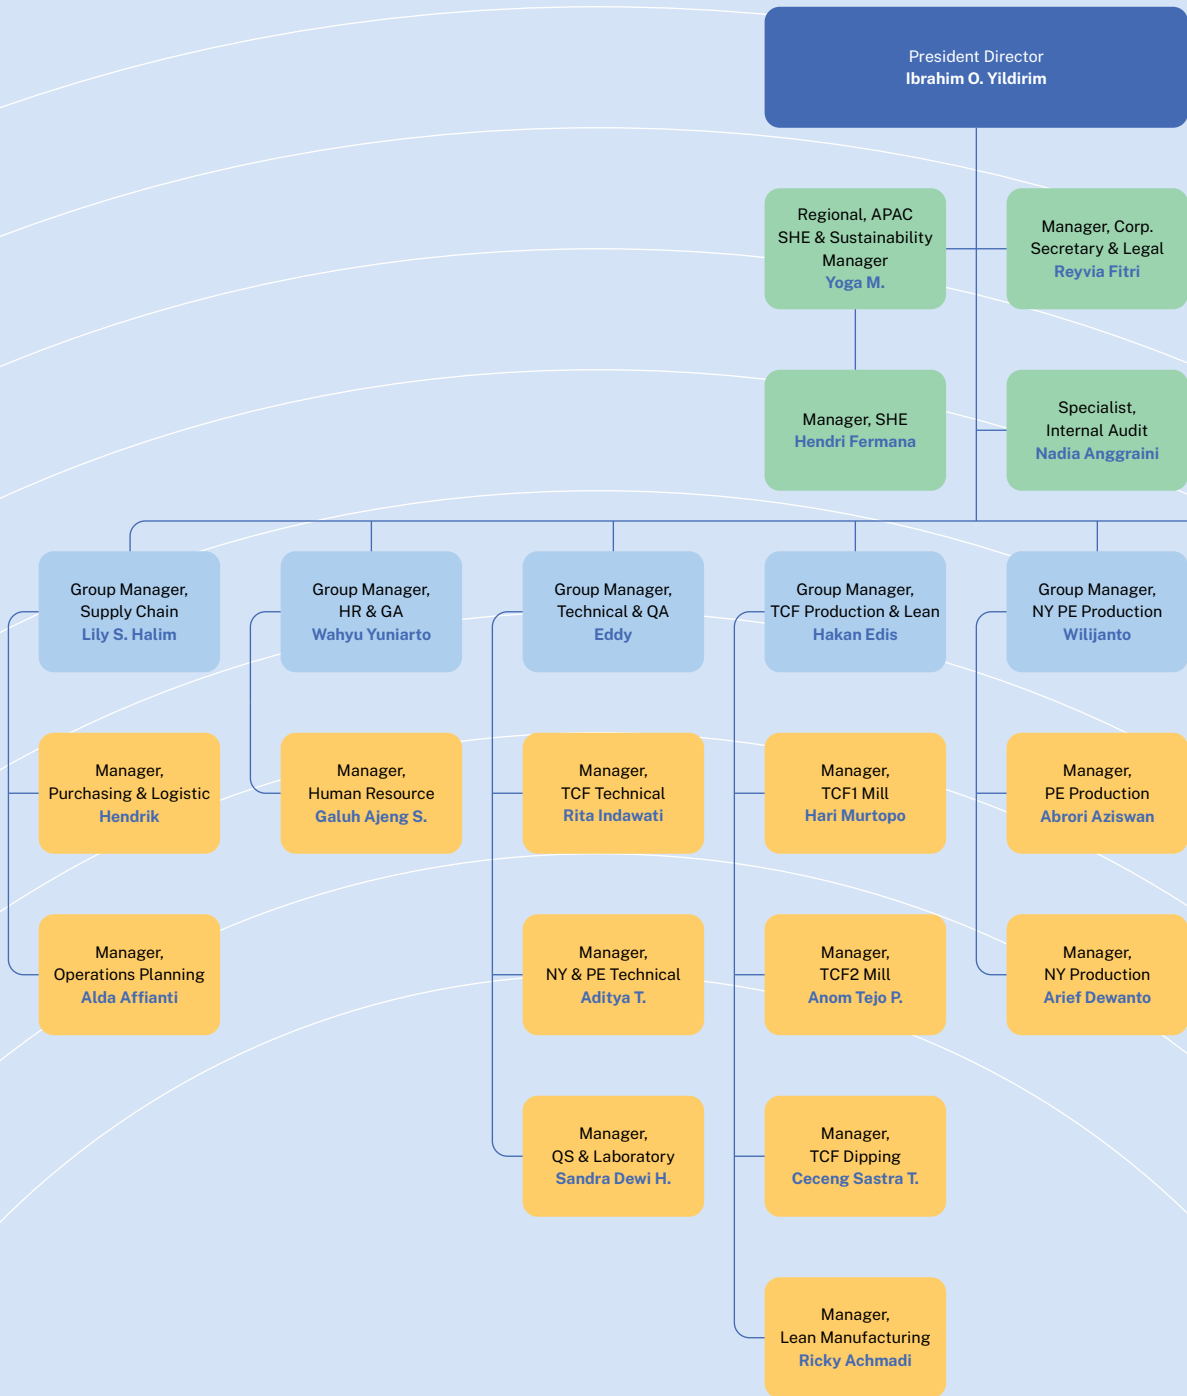 President Director
Ibrahim O. Yildirim
Regional, APAC
SHE & Sustainability
Manager
Yoga M.
Manager, Corp.
Secretary & Legal
Reyvia Fitri
Manager, SHE
Hendri Fermana
Specialist,
Internal Audit
Nadia Anggraini
Group Manager,
Supply Chain
Lily S. Halim
Group Manager,
HR & GA
Wahyu Yuniarto
Group Manager,
Technical & QA
Eddy
Group Manager,
TCF Production & Lean
Hakan Edis
Group Manager,
NY PE Production
Wilijanto
Manager,
Purchasing & Logistic
Hendrik
Manager,
Human Resource
Galuh Ajeng S.
Manager,
TCF Technical
Rita Indawati
Manager,
TCF1 Mill
Hari Murtopo
Manager,
PE Production
Abrori Aziswan
Manager,
Operations Planning
Alda Affianti
Manager,
NY & PE Technical
Aditya T.
Manager,
TCF2 Mill
Anom Tejo P.
Manager,
NY Production
Arief Dewanto
Manager,
QS & Laboratory
Sandra Dewi H.
Manager,
TCF Dipping
Ceceng Sastra T.
Manager,
Lean Manufacturing
Ricky Achmadi